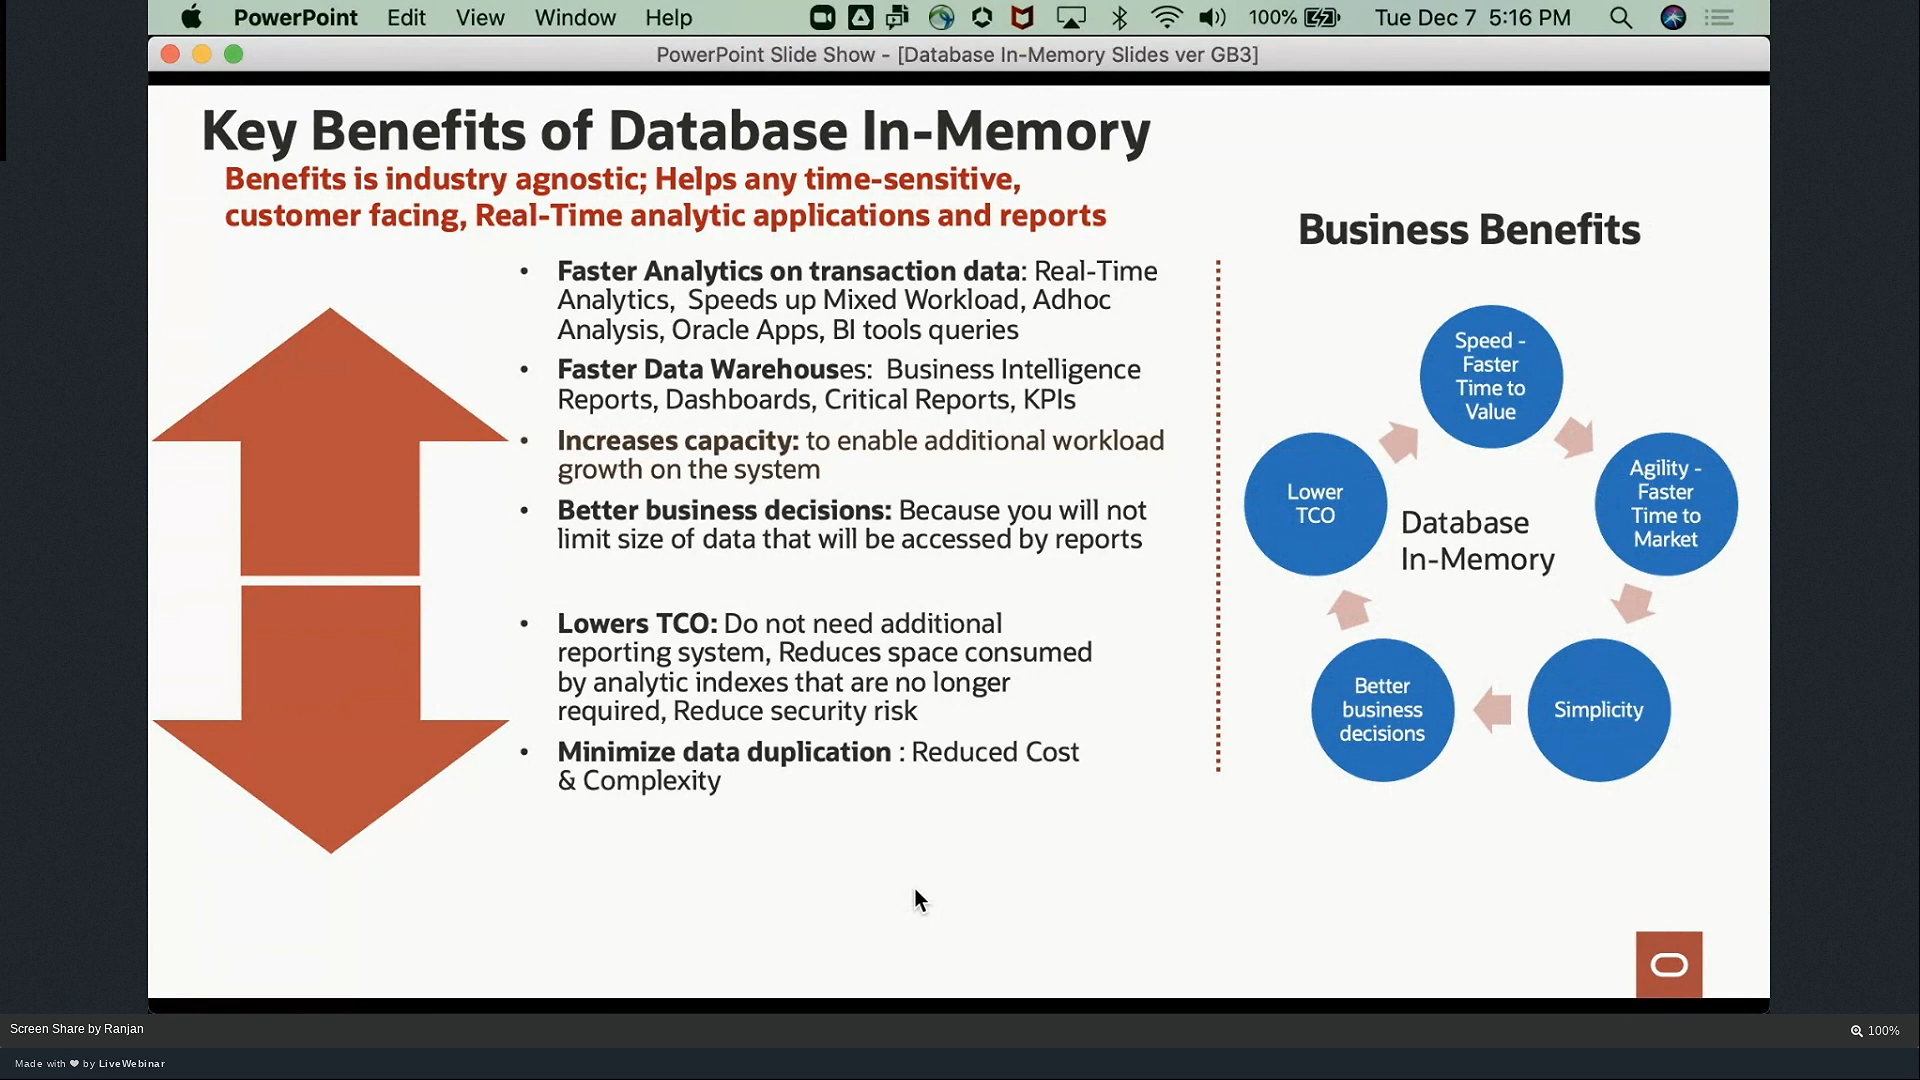 PowerPoint Edit View Window Help 100% Tue Dec 7 5:16 PM
PowerPoint Slide Show - [Database In-Memory Slides ver GB3]
Key Benefits of Database In-Memory
Benefits is industry agnostic; Helps any time-sensitive,
customer facing, Real-Time analytic applications and reports
• Faster Analytics on transaction data: Real-Time
Analytics, Speeds up Mixed Workload, Adhoc
Analysis, Oracle Apps, BI tools queries
• Faster Data Warehouses: Business Intelligence
Reports, Dashboards, Critical Reports, KPIs
• Increases capacity: to enable additional workload
growth on the system
• Better business decisions: Because you will not
limit size of data that will be accessed by reports
• Lowers TCO: Do not need additional
reporting system, Reduces space consumed
by analytic indexes that are no longer
required, Reduce security risk
• Minimize data duplication : Reduced Cost
& Complexity
Business Benefits
Speed -
Faster
Time to
Value
Agility -
Faster
Time to
Market
Simplicity
Better
business
decisions
Lower
TCO
Database
In-Memory
Screen Share by Ranjan
100%
Made with ❤ by LiveWebinar